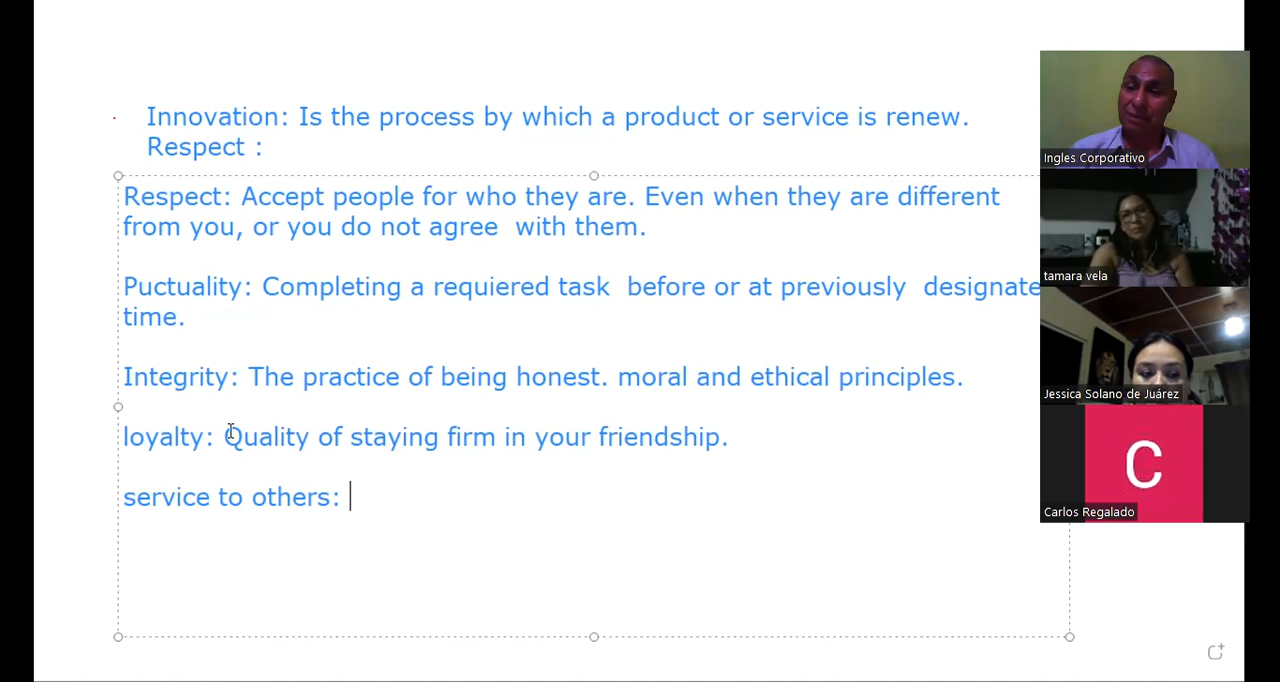 Innovation: Is the process by which a product or service is renew.
Respect :
Respect: Accept people for who they are. Even when they are different
from you, or you do not agree  with them.
Puctuality: Completing a requiered task  before or at previously  designate
time.
Integrity: The practice of being honest. moral and ethical principles.
loyalty: Quality of staying firm in your friendship.
service to others:
Ingles Corporativo
tamara vela
Jessica Solano de Juárez
C
Carlos Regalado